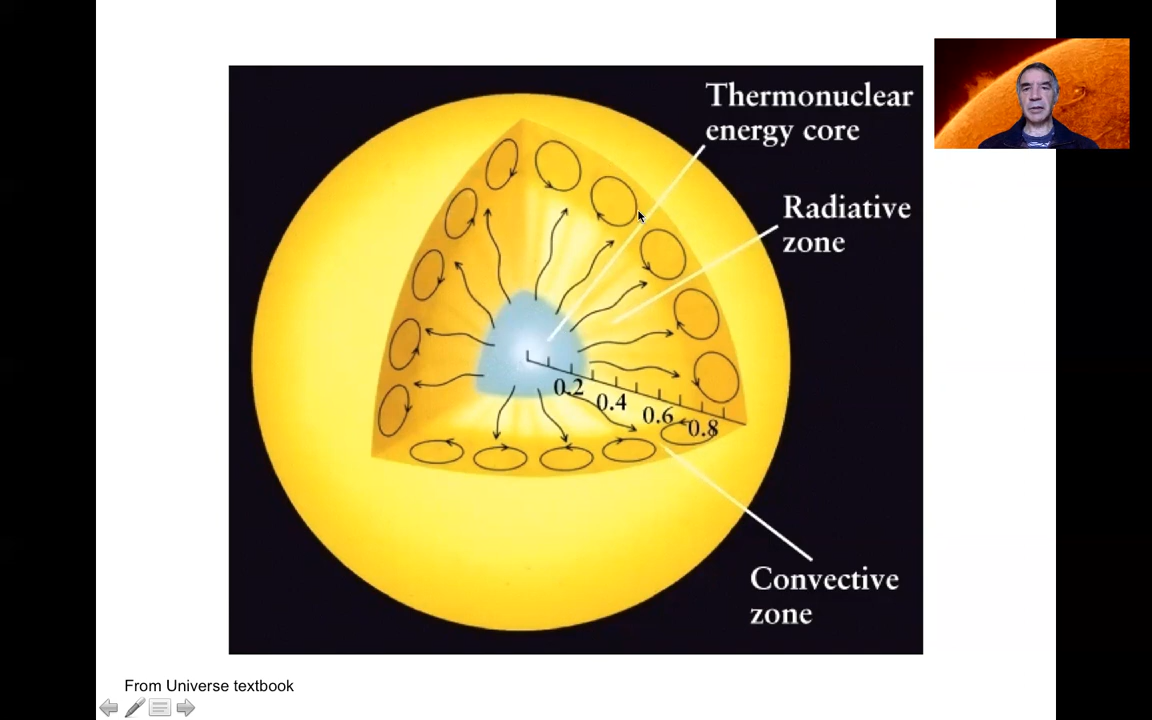 Thermonuclear
energy core
Radiative
zone
0.2
0.4
0.6
0.8
Convective
zone
From Universe textbook